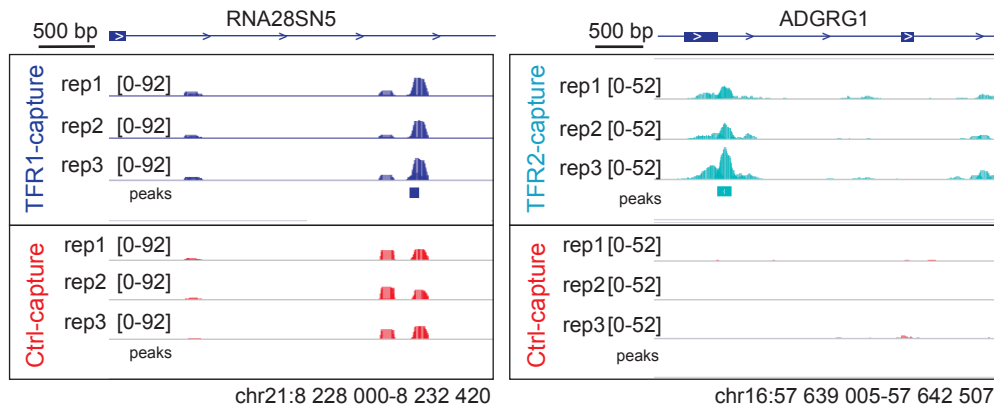 RNA28SN5
500 bp
TFR1-capture
rep1 [0-92]
rep2 [0-92]
rep3 [0-92]
peaks
Ctrl-capture
rep1 [0-92]
rep2 [0-92]
rep3 [0-92]
peaks
chr21:8 228 000-8 232 420
ADGRG1
500 bp
TFR2-capture
rep1 [0-52]
rep2 [0-52]
rep3 [0-52]
peaks
Ctrl-capture
rep1 [0-52]
rep2 [0-52]
rep3 [0-52]
peaks
chr16:57 639 005-57 642 507